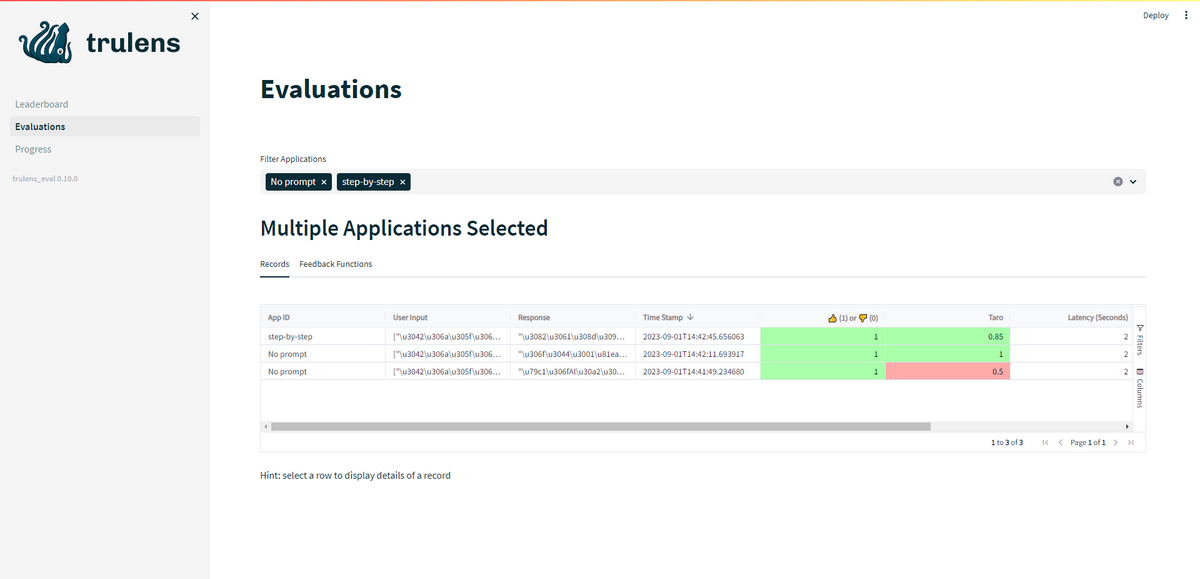 trulens
Deploy
Leaderboard
Evaluations
Progress
trulens_eval 0.10.0
Evaluations
Filter Applications
No prompt × step-by-step ×
Multiple Applications Selected
Records Feedback Functions
App ID User Input Response Time Stamp 👍 (1) or 👎 (0) Taro Latency (Seconds)
step-by-step ["\u3042\u306a\u305f\u306... "\u3082\u3061\u308d\u309... 2023-09-01T14:42:45.656063 1 0.85 2
No prompt ["\u3042\u306a\u305f\u306... "\u306f\u3044\u3001\u81ea... 2023-09-01T14:42:11.693917 1 1 2
No prompt ["\u3042\u306a\u305f\u306... "\u79c1\u306fAI\u30a2\u30... 2023-09-01T14:41:49.234680 1 0.5 2
Filters
Columns
1 to 3 of 3 Page 1 of 1
Hint: select a row to display details of a record